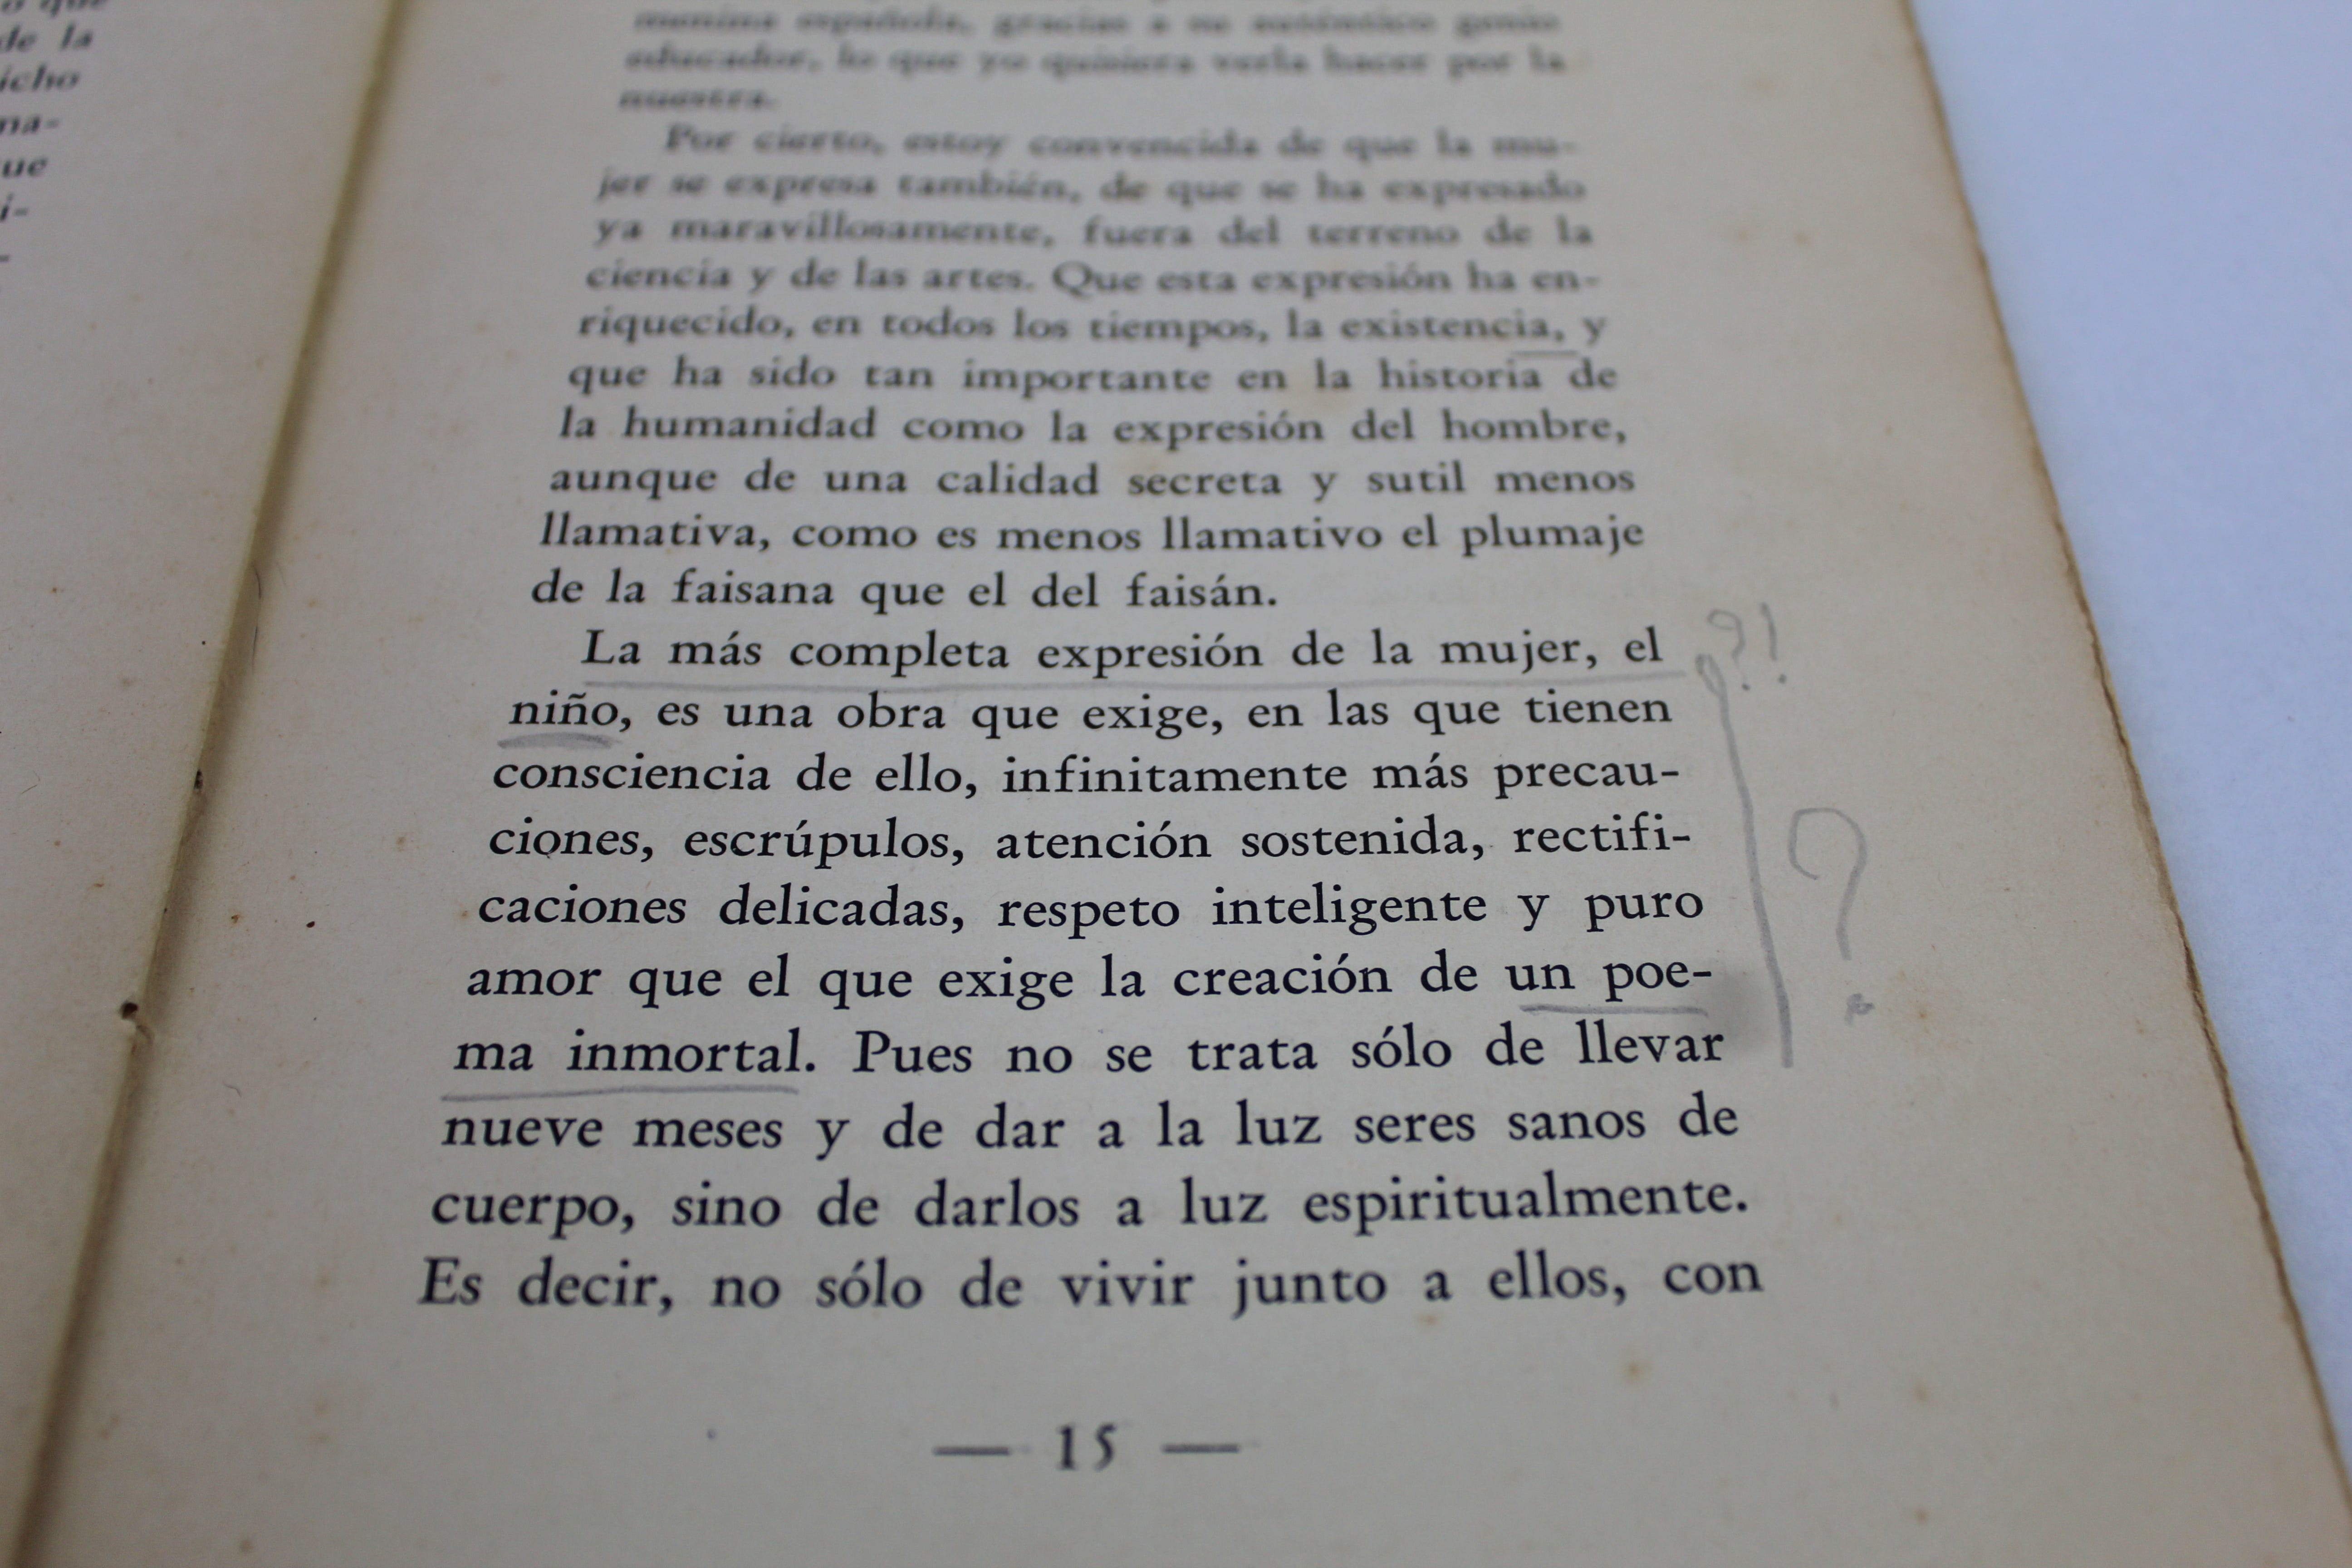 o que
de la
icho
na-
ue
i-
-
menina española, gracias a su auténtico genio
educador, lo que yo quisiera verla hacer por la
nuestra.
Por cierto, estoy convencida de que la mu-
jer se expresa también, de que se ha expresado
ya maravillosamente, fuera del terreno de la
ciencia y de las artes. Que esta expresión ha en-
riquecido, en todos los tiempos, la existencia, y
que ha sido tan importante en la historia de
la humanidad como la expresión del hombre,
aunque de una calidad secreta y sutil menos
llamativa, como es menos llamativo el plumaje
de la faisana que el del faisán.
La más completa expresión de la mujer, el ?!
niño, es una obra que exige, en las que tienen
consciencia de ello, infinitamente más precau-
ciones, escrúpulos, atención sostenida, rectifi-
caciones delicadas, respeto inteligente y puro ?
amor que el que exige la creación de un poe-
ma inmortal. Pues no se trata sólo de llevar
nueve meses y de dar a la luz seres sanos de
cuerpo, sino de darlos a luz espiritualmente.
Es decir, no sólo de vivir junto a ellos, con
— 15 —